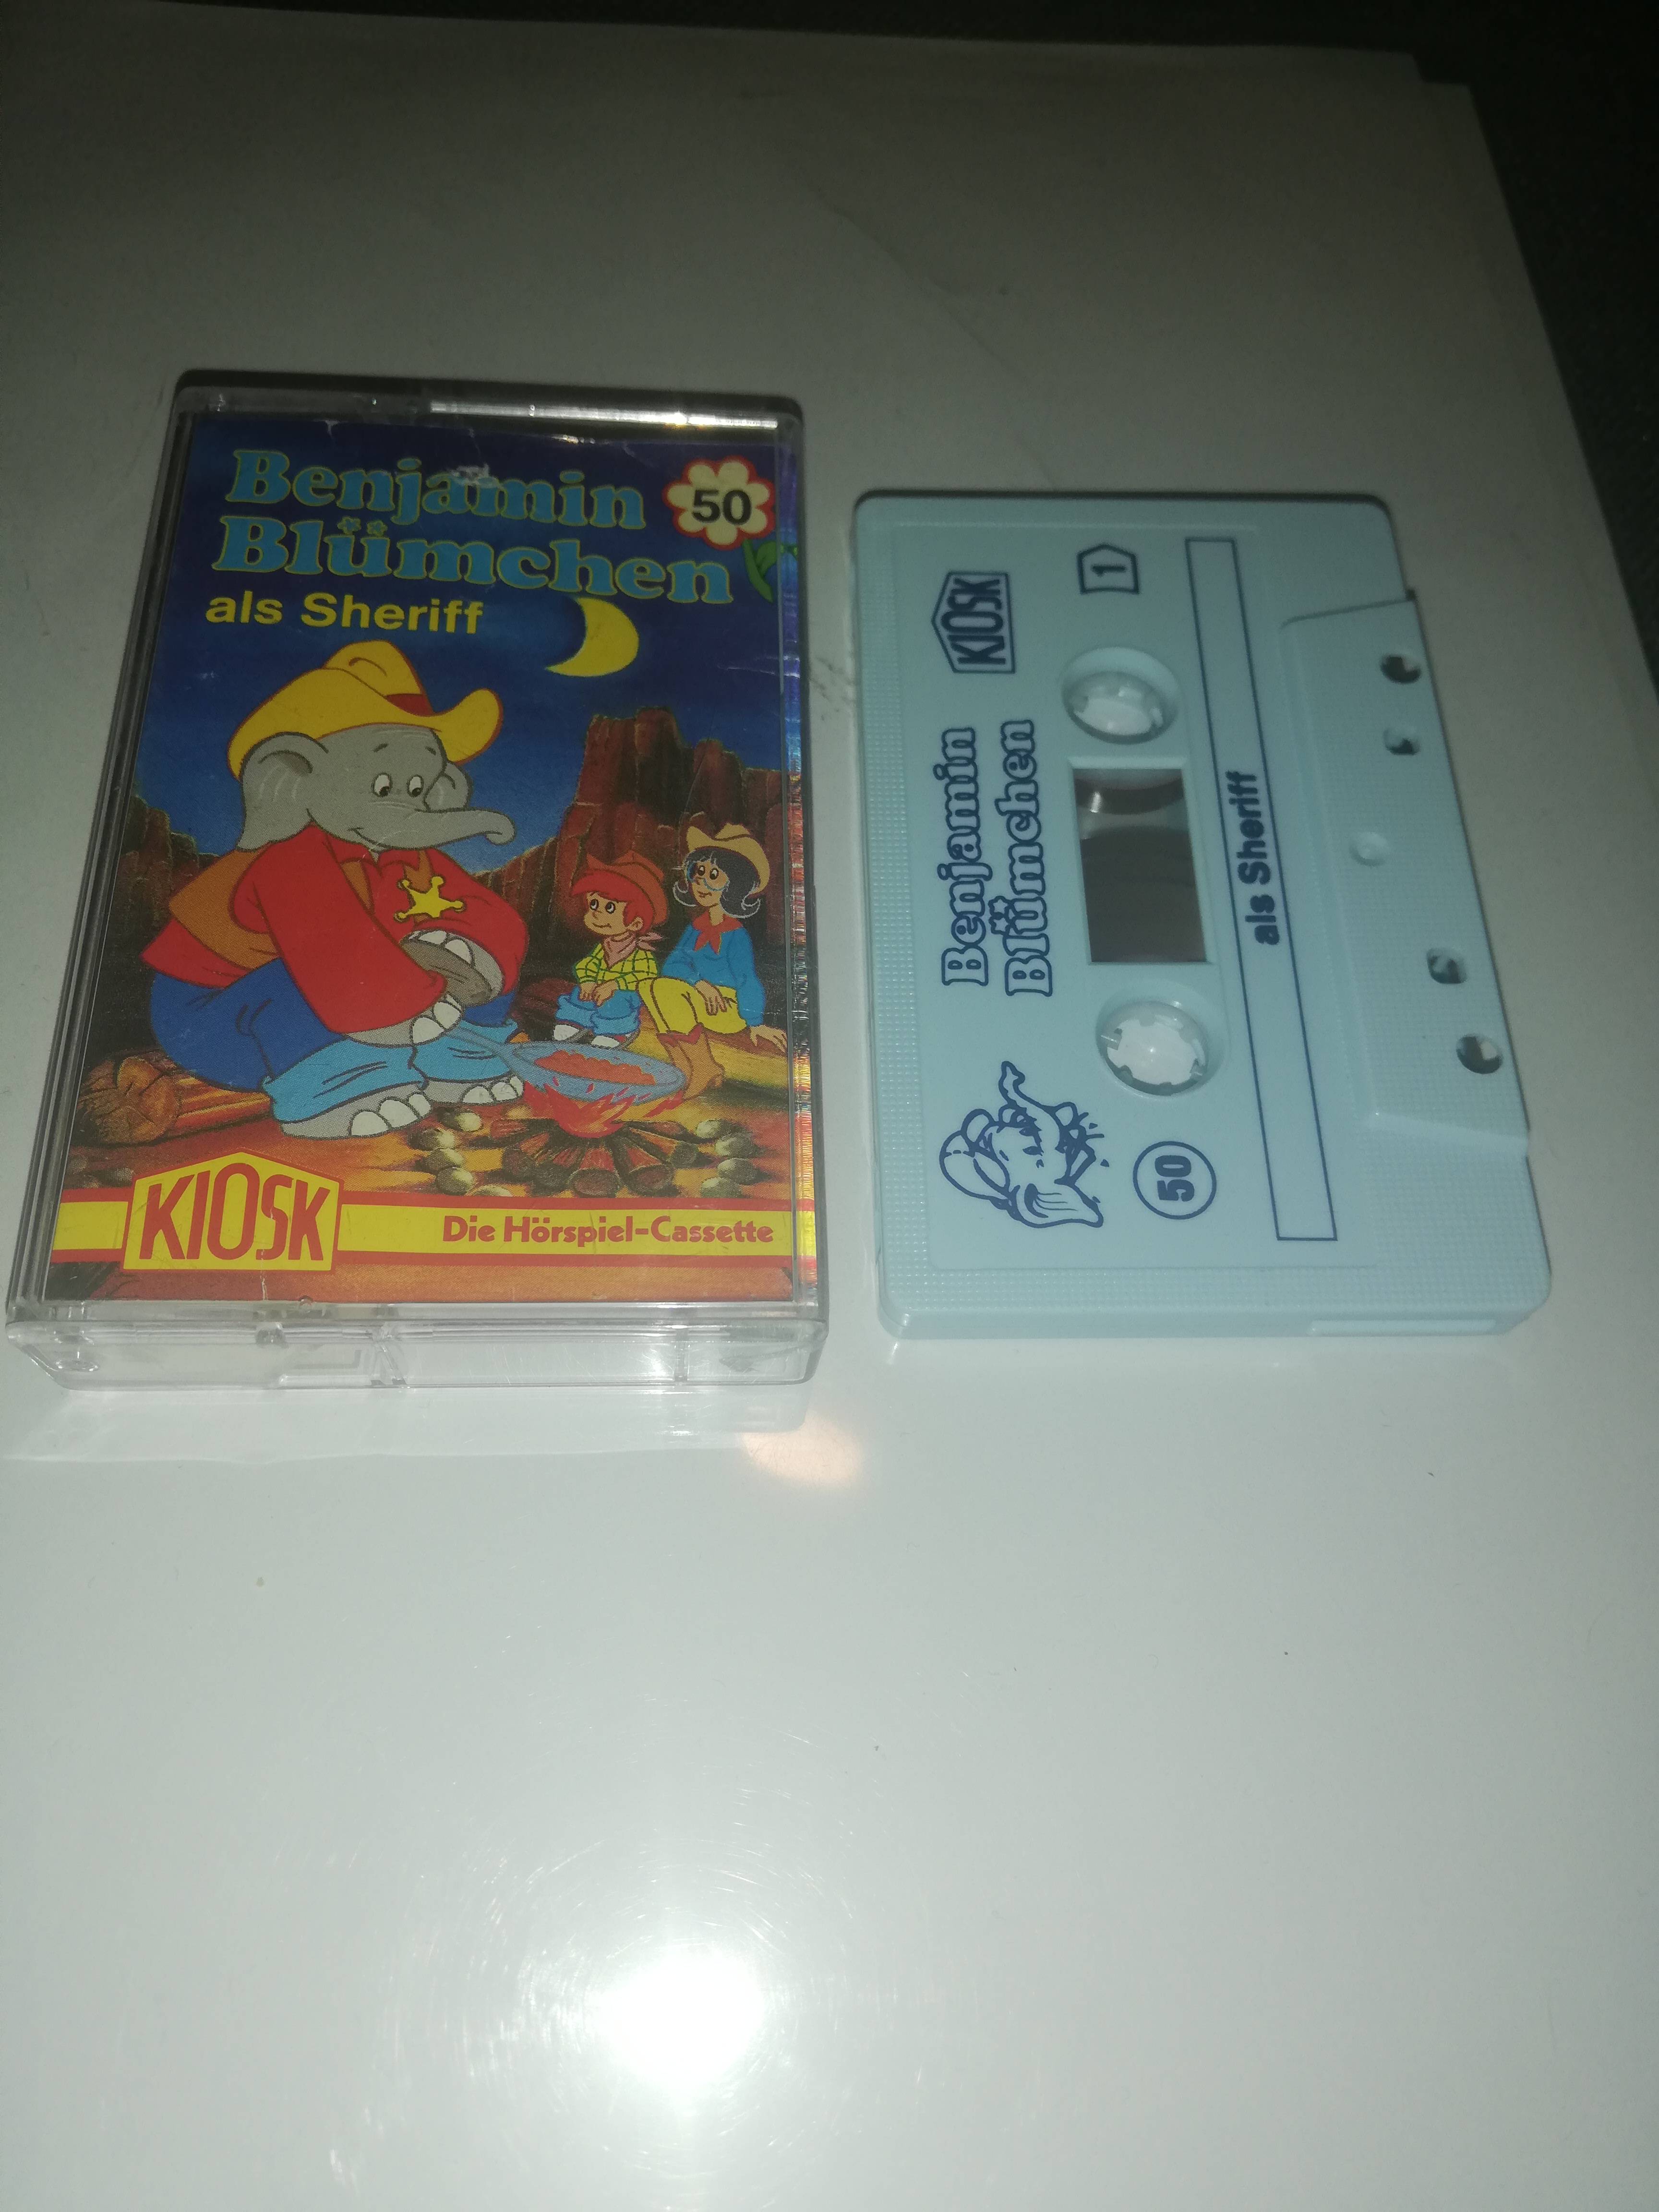 Benjamin
Blümchen
50
als Sheriff
KIOSK
Die Hörspiel-Cassette
KIOSK
1
Benjamin
Blümchen
50
als Sheriff